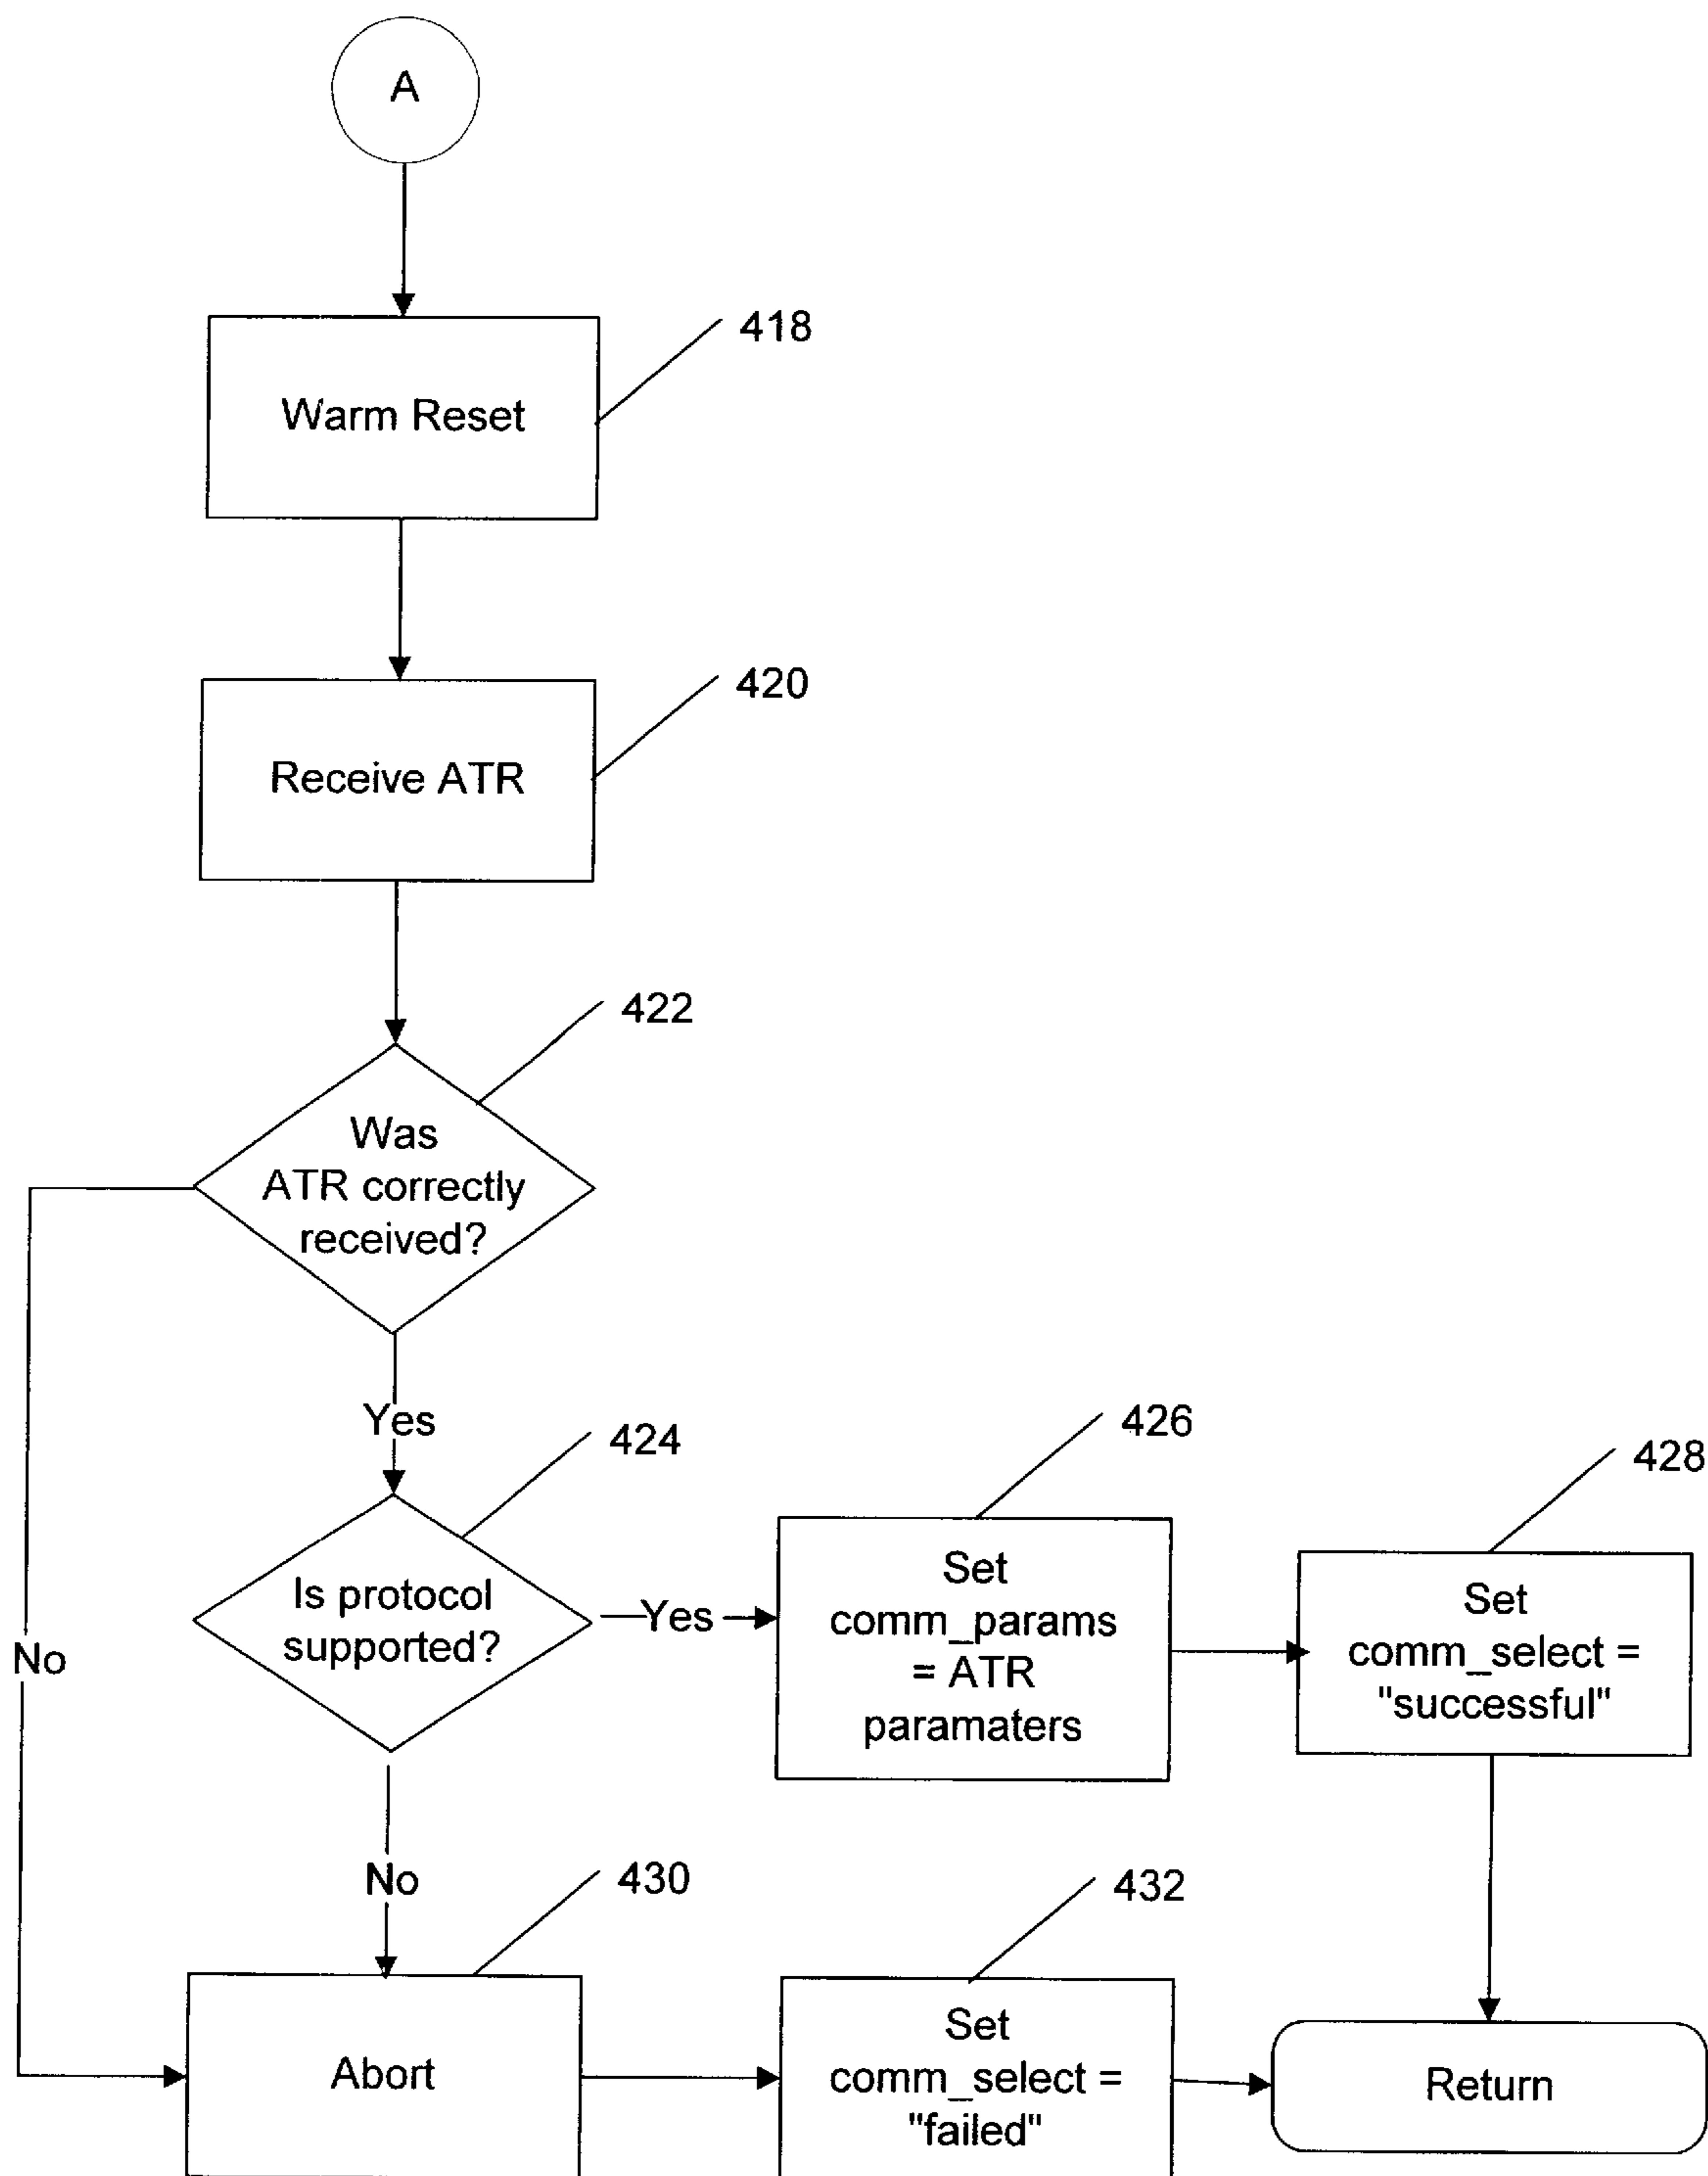 A
418
Warm Reset
420
Receive ATR
422
Was
ATR correctly
received?
Yes
424
426
428
Is protocol
supported?
Yes
Set
comm_params
= ATR
paramaters
Set
comm_select =
"successful"
No
No
430
432
Abort
Set
comm_select =
"failed"
Return